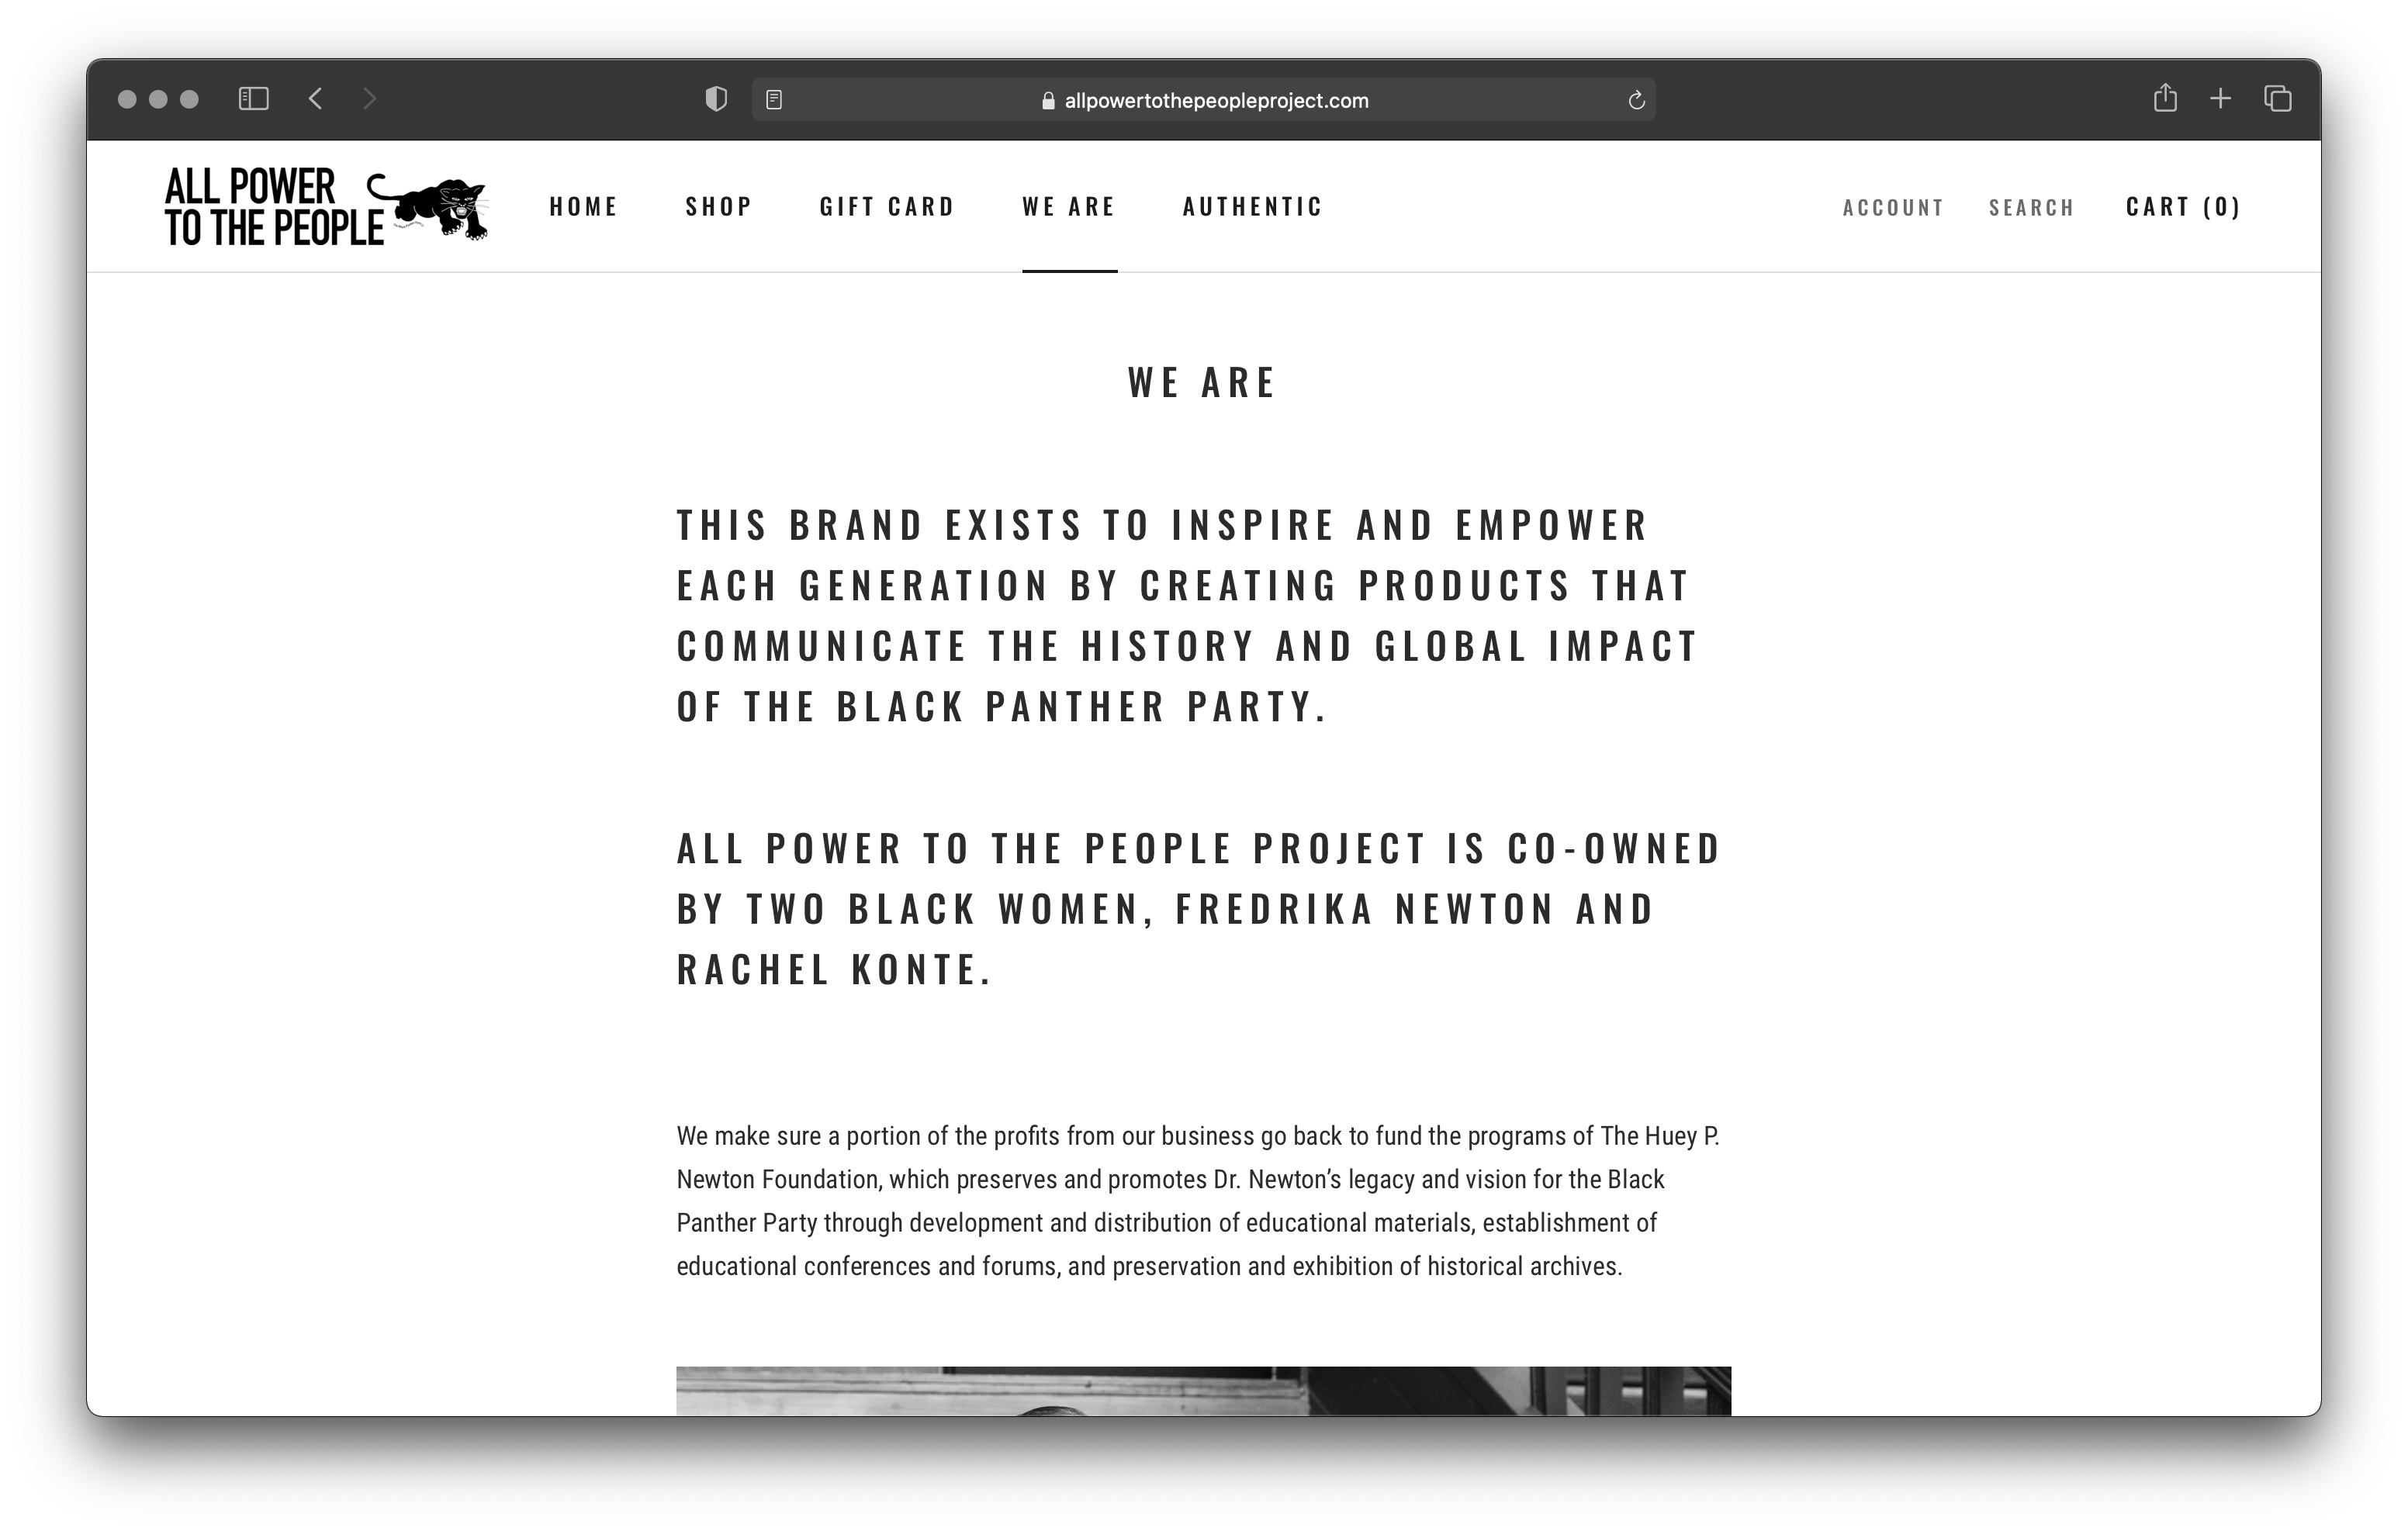 allpowertothepeopleproject.com
ALL POWER
TO THE PEOPLE
HOME SHOP GIFT CARD WE ARE AUTHENTIC ACCOUNT SEARCH CART (0)
WE ARE
THIS BRAND EXISTS TO INSPIRE AND EMPOWER
EACH GENERATION BY CREATING PRODUCTS THAT
COMMUNICATE THE HISTORY AND GLOBAL IMPACT
OF THE BLACK PANTHER PARTY.
ALL POWER TO THE PEOPLE PROJECT IS CO-OWNED
BY TWO BLACK WOMEN, FREDRIKA NEWTON AND
RACHEL KONTE.
We make sure a portion of the profits from our business go back to fund the programs of The Huey P.
Newton Foundation, which preserves and promotes Dr. Newton’s legacy and vision for the Black
Panther Party through development and distribution of educational materials, establishment of
educational conferences and forums, and preservation and exhibition of historical archives.